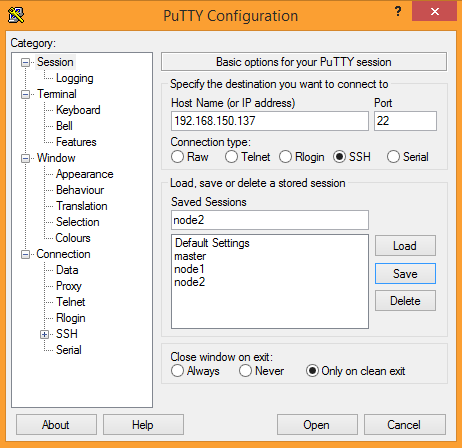 PuTTY Configuration ? x
Category:
Session
Logging
Terminal
Keyboard
Bell
Features
Window
Appearance
Behaviour
Translation
Selection
Colours
Connection
Data
Proxy
Telnet
Rlogin
SSH
Serial
Basic options for your PuTTY session
Specify the destination you want to connect to
Host Name (or IP address) Port
192.168.150.137 22
Connection type:
Raw Telnet Rlogin SSH Serial
Load, save or delete a stored session
Saved Sessions
node2
Default Settings Load
master
node1 Save
node2
Delete
Close window on exit:
Always Never Only on clean exit
About Help Open Cancel